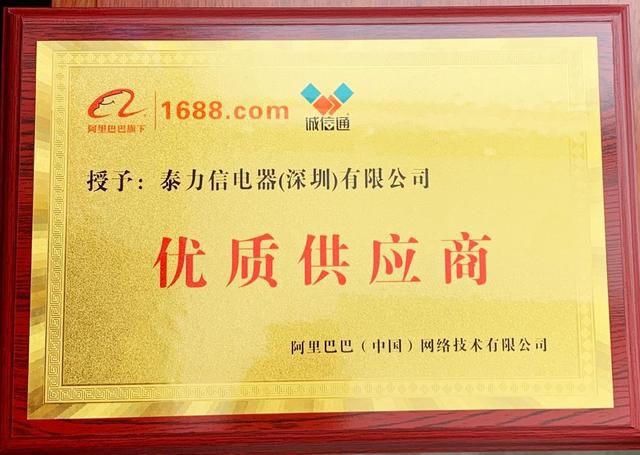 阿里巴巴旗下 1688.com 诚信通
授予：泰力信电器(深圳)有限公司
优质供应商
阿里巴巴（中国）网络技术有限公司